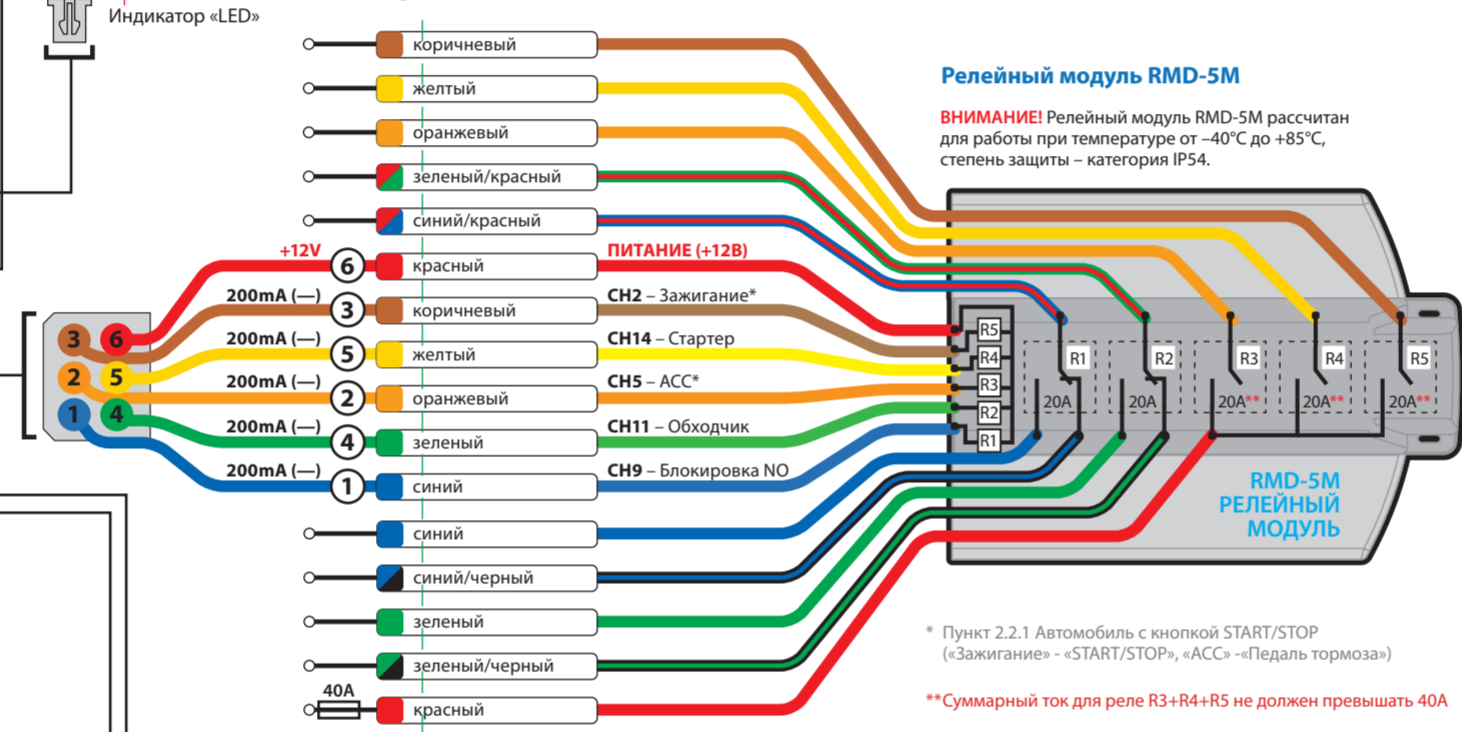 Индикатор «LED»
коричневый
желтый
оранжевый
зеленый/красный
синий/красный
+12V
6
красный
ПИТАНИЕ (+12В)
200mA (—)
3
коричневый
CH2 – Зажигание*
200mA (—)
5
желтый
CH14 – Стартер
200mA (—)
2
оранжевый
CH5 – ACC*
200mA (—)
4
зеленый
CH11 – Обходчик
200mA (—)
1
синий
CH9 – Блокировка NO
3 6
2 5
1 4
синий
синий/черный
зеленый
зеленый/черный
40A
красный
Релейный модуль RMD-5M
ВНИМАНИЕ! Релейный модуль RMD-5M рассчитан
для работы при температуре от –40°C до +85°C,
степень защиты – категория IP54.
R5
R4
R3
R2
R1
R1 R2 R3 R4 R5
20A 20A 20A** 20A** 20A**
RMD-5M
РЕЛЕЙНЫЙ
МОДУЛЬ
* Пункт 2.2.1 Автомобиль с кнопкой START/STOP
(«Зажигание» - «START/STOP», «ACC» -«Педаль тормоза»)
**Суммарный ток для реле R3+R4+R5 не должен превышать 40А